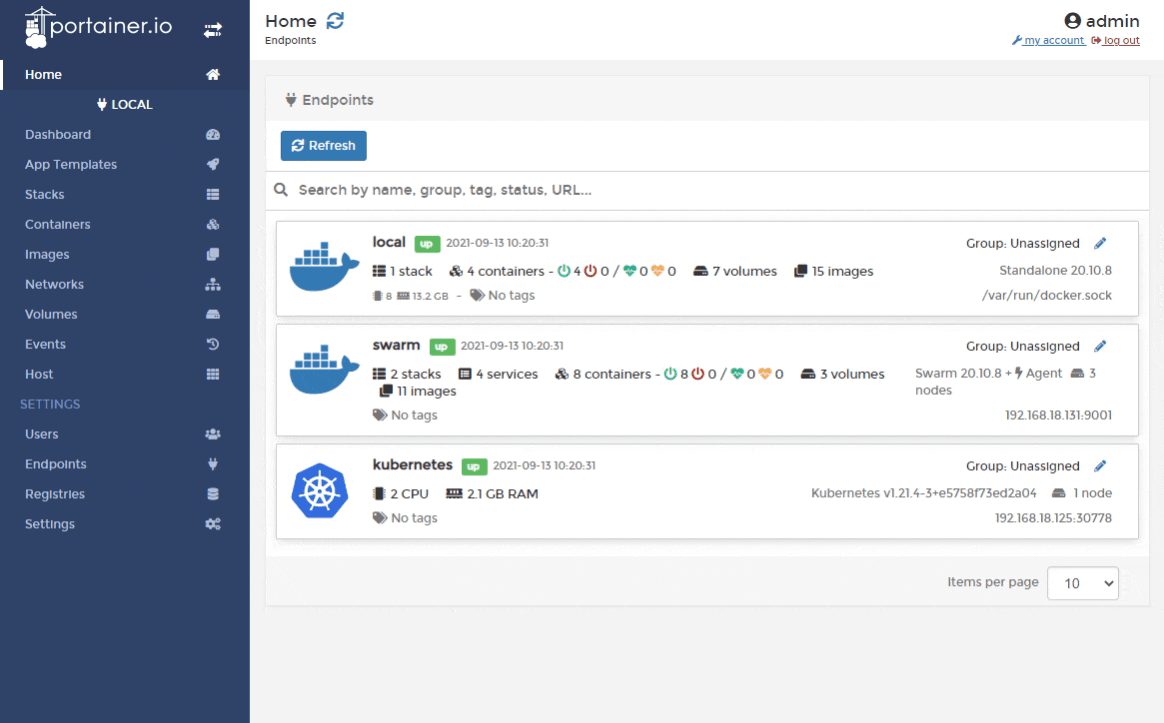 portainer.io
Home
LOCAL
Dashboard
App Templates
Stacks
Containers
Images
Networks
Volumes
Events
Host
SETTINGS
Users
Endpoints
Registries
Settings
Home
Endpoints
admin
my account log out
Endpoints
Refresh
Search by name, group, tag, status, URL...
local up 2021-09-13 10:20:31 Group: Unassigned
1 stack 4 containers - 4 0 / 0 0 7 volumes 15 images Standalone 20.10.8
8 13.2 GB - No tags /var/run/docker.sock
swarm up 2021-09-13 10:20:31 Group: Unassigned
2 stacks 4 services 8 containers - 8 0 / 0 0 3 volumes Swarm 20.10.8 + Agent 3
11 images nodes
No tags 192.168.18.131:9001
kubernetes up 2021-09-13 10:20:31 Group: Unassigned
2 CPU 2.1 GB RAM Kubernetes v1.21.4-3+e5758f73ed2a04 1 node
No tags 192.168.18.125:30778
Items per page 10